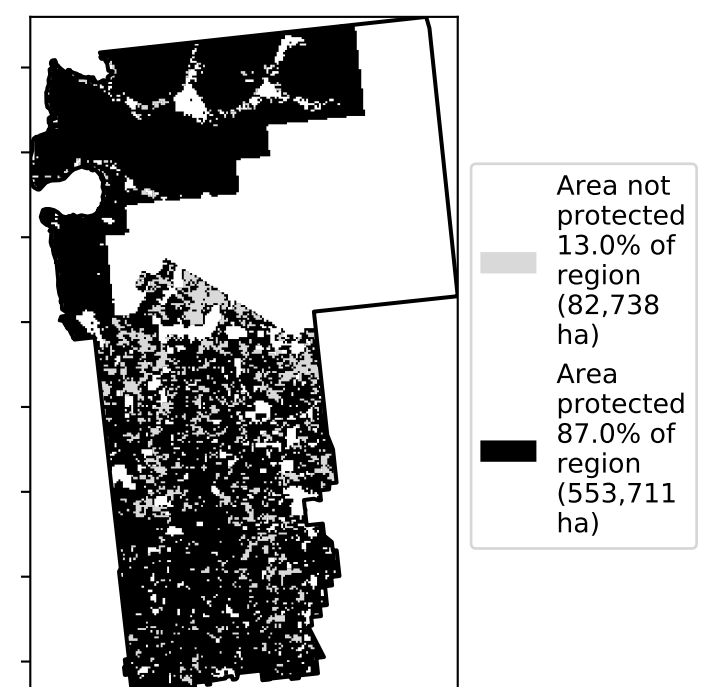 Area not
protected
13.0% of
region
(82,738
ha)
Area
protected
87.0% of
region
(553,711
ha)